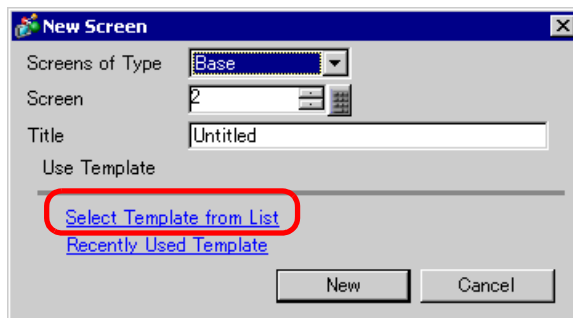 New Screen
Screens of Type Base
Screen 2
Title Untitled
Use Template
Select Template from List
Recently Used Template
New Cancel